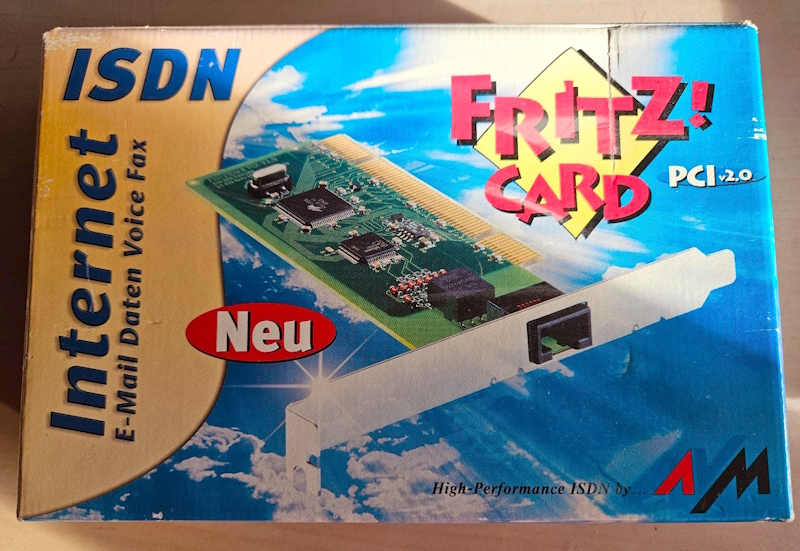 ISDN
Internet
E-Mail Daten Voice Fax
FRITZ!
CARD
PCI v2.0
Neu
High-Performance ISDN by...
AVM